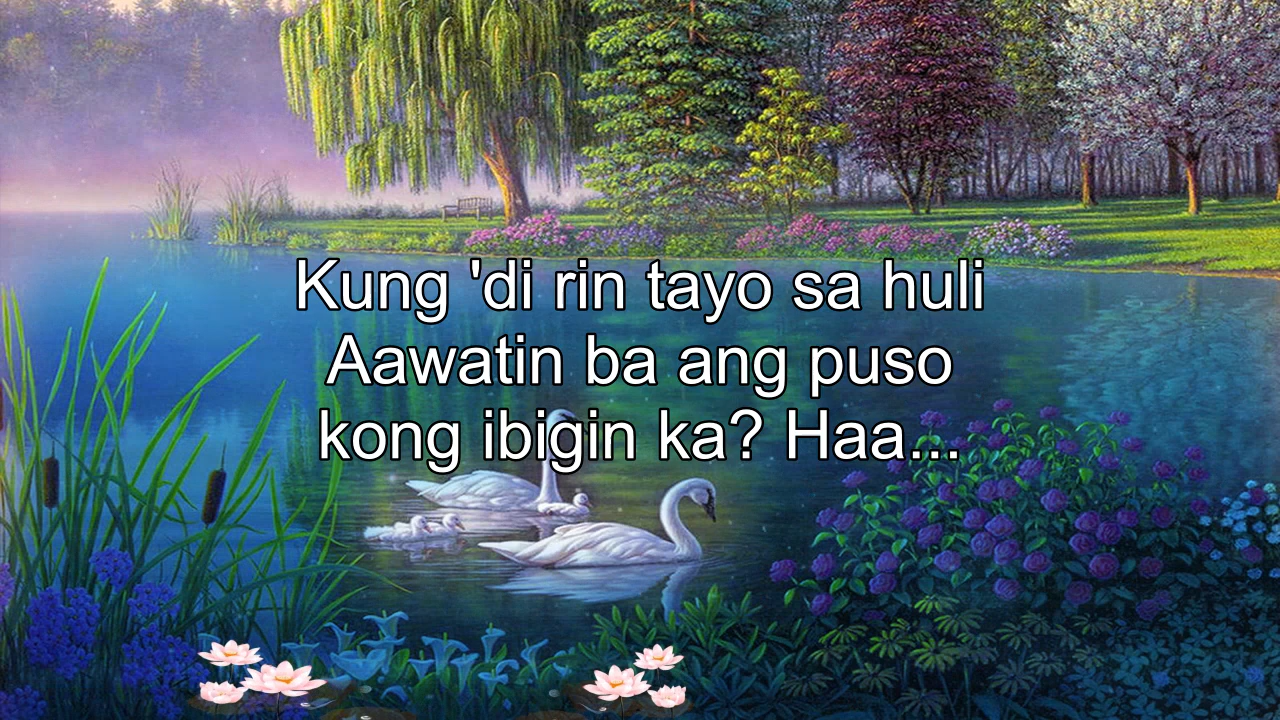 Kung 'di rin tayo sa huli
Aawatin ba ang puso
kong ibigin ka? Haa...